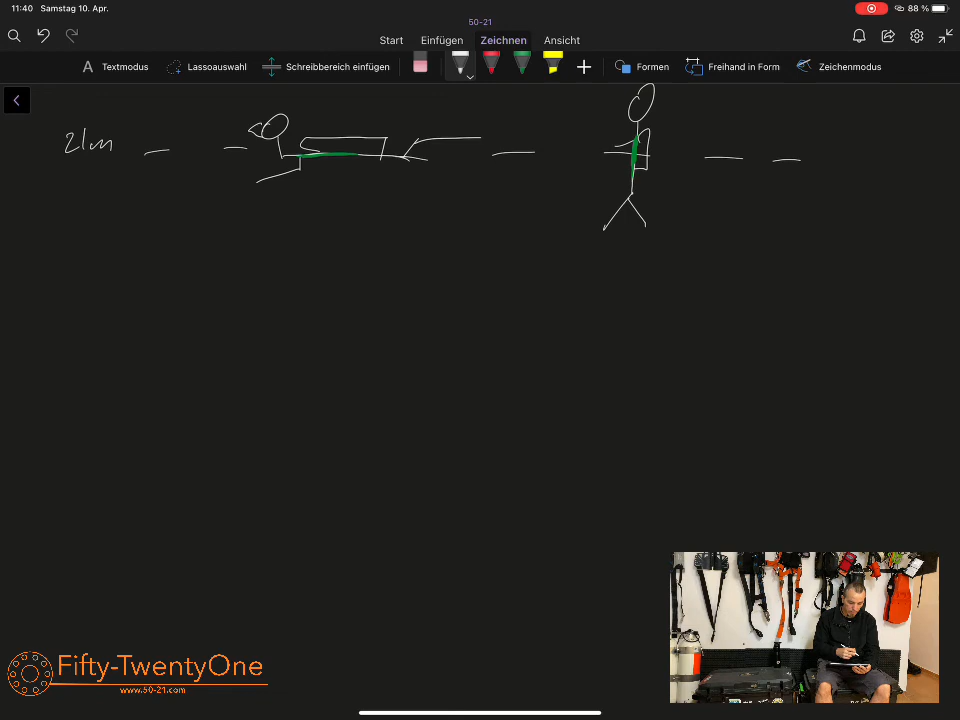 11:40 Samstag 10. Apr.
88 %
50-21
Start Einfügen Zeichnen Ansicht
Textmodus Lassoauswahl Schreibbereich einfügen Formen Freihand in Form Zeichenmodus
21m
Fifty-TwentyOne
www.50-21.com